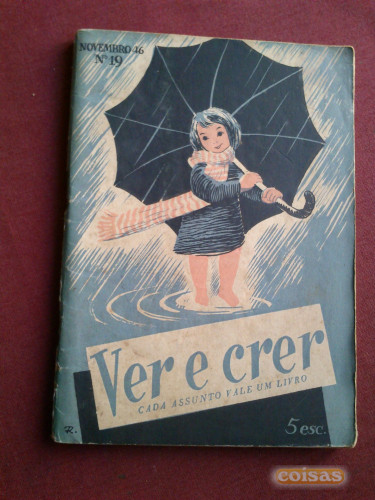 NOVEMBRO 46
Nº 19
Ver e crer
CADA ASSUNTO VALE UM LIVRO
R.
5 esc.
coisas